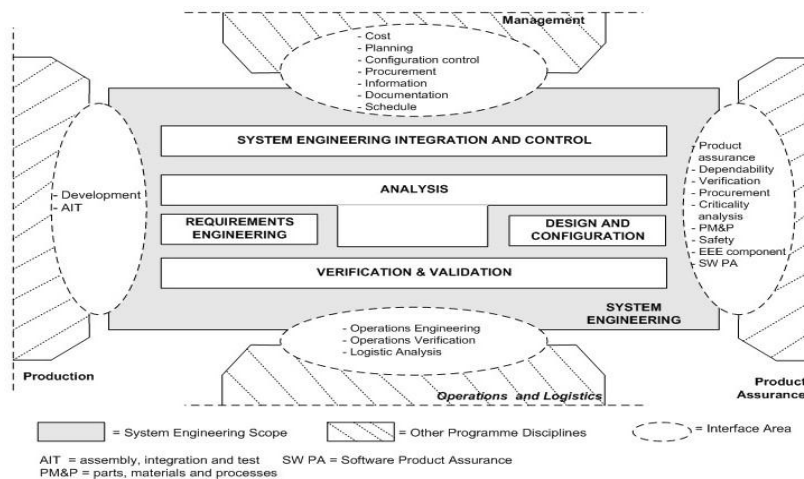 Management
- Cost
- Planning
- Configuration control
- Procurement
- Information
- Documentation
- Schedule
SYSTEM ENGINEERING INTEGRATION AND CONTROL
ANALYSIS
REQUIREMENTS
ENGINEERING
DESIGN AND
CONFIGURATION
VERIFICATION & VALIDATION
SYSTEM
ENGINEERING
- Development
- AIT
- Product
assurance
- Dependability
- Verification
- Procurement
- Criticality
analysis
- PM&P
- Safety
- EEE component
- SW PA
- Operations Engineering
- Operations Verification
- Logistic Analysis
Production
Operations and Logistics
Product
Assurance
= System Engineering Scope
= Other Programme Disciplines
= Interface Area
AIT = assembly, integration and test
SW PA = Software Product Assurance
PM&P = parts, materials and processes